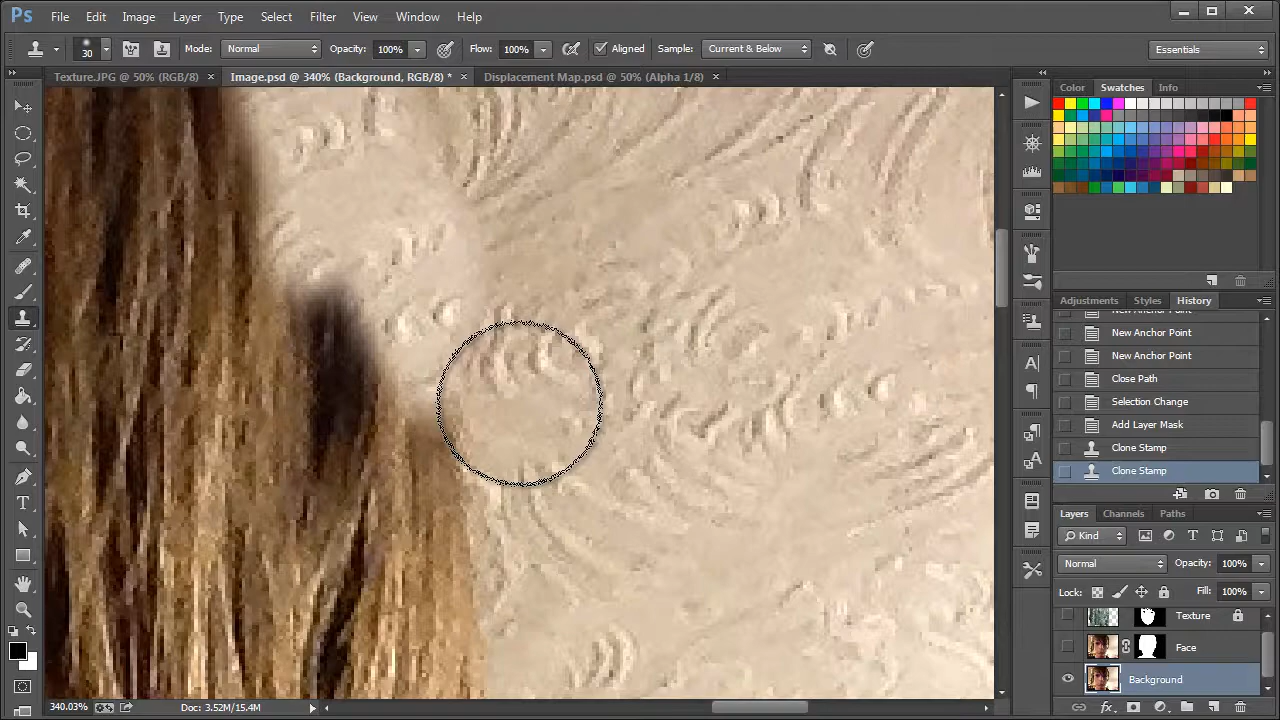 Ps File Edit Image Layer Type Select Filter View Window Help
30 Mode: Normal Opacity: 100% Flow: 100% Aligned Sample: Current & Below Essentials
Texture.JPG @ 50% (RGB/8) × Image.psd @ 340% (Background, RGB/8) * × Displacement Map.psd @ 50% (Alpha 1/8) ×
Color Swatches Info
Adjustments Styles History
New Anchor Point
New Anchor Point
New Anchor Point
Close Path
Selection Change
Add Layer Mask
Clone Stamp
Clone Stamp
Layers Channels Paths
Kind
Normal Opacity: 100%
Lock: Fill: 100%
Texture
Face
Background
340.03% Doc: 3.52M/15.4M